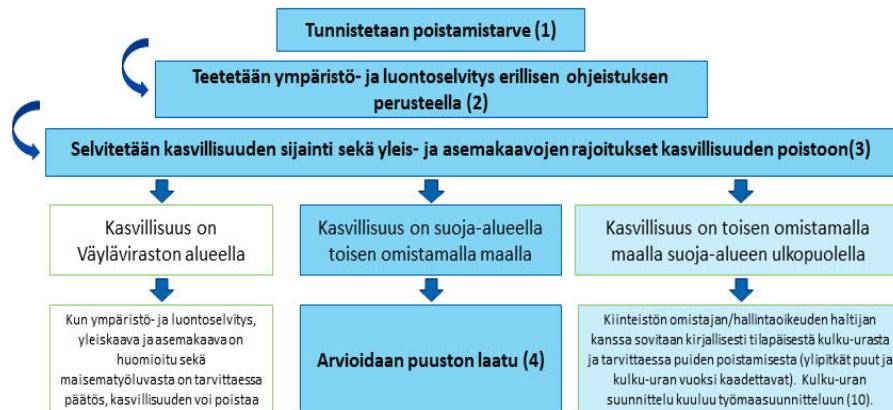 Tunnistetaan poistamistarve (1)
Teetetään ympäristö- ja luontoselvitys erillisen ohjeistuksen
perusteella (2)
Selvitetään kasvillisuuden sijainti sekä yleis- ja asemakaavojen rajoitukset kasvillisuuden poistoon(3)
Kasvillisuus on
Väyläviraston alueella
Kasvillisuus on suoja-alueella
toisen omistamalla maalla
Kasvillisuus on toisen omistamalla
maalla suoja-alueen ulkopuolella
Kun ympäristö- ja luontoselvitys,
yleiskaava ja asemakaava on
huomioitu sekä
maisematyöluvasta on tarvittaessa
päätös, kasvillisuuden voi poistaa
Arvioidaan puuston laatu (4)
Kiinteistön omistajan/hallintaoikeuden haltijan
kanssa sovitaan kirjallisesti tilapäisestä kulku-urasta
ja tarvittaessa puiden poistamisesta (ylipitkät puut ja
kulku-uran vuoksi kaadettavat). Kulku-uran
suunnittelu kuuluu työmaasuunnitteluun (10).